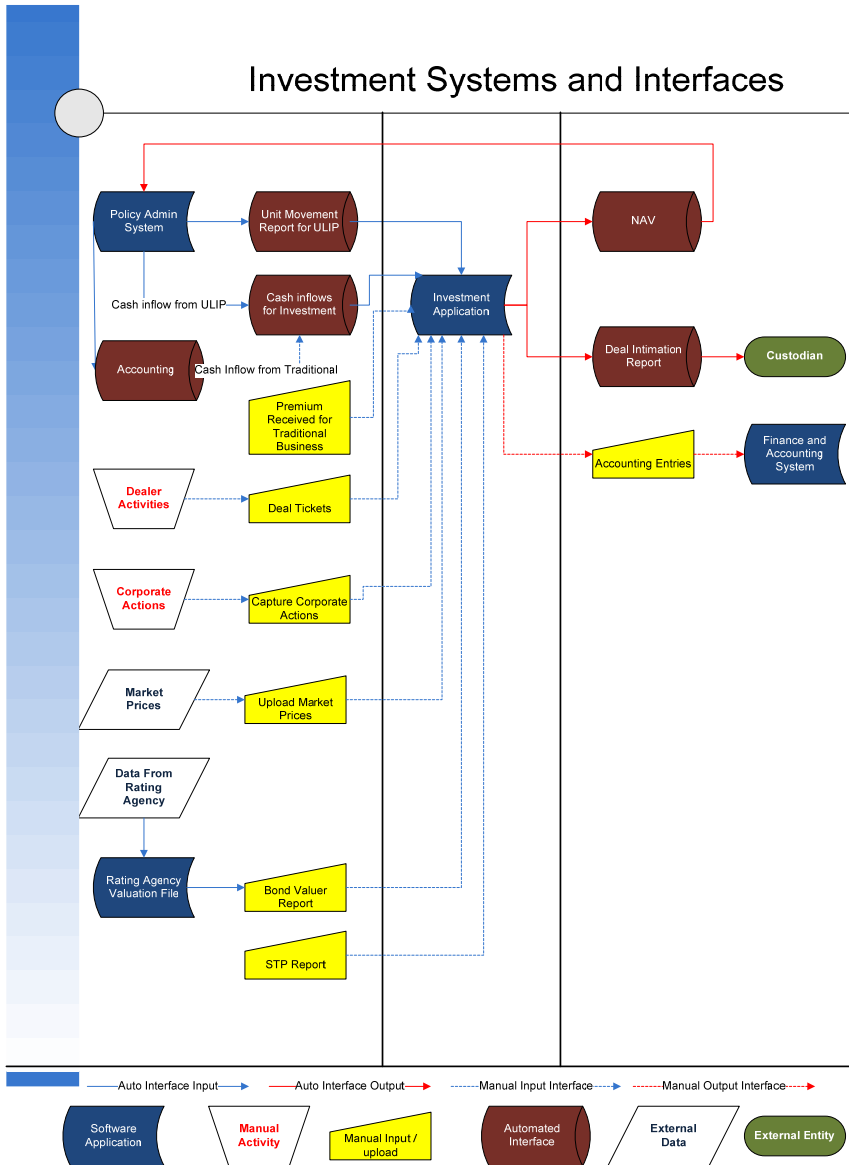 Investment Systems and Interfaces
Policy Admin
System
Unit Movement
Report for ULIP
NAV
Cash inflow from ULIP
Cash inflows
for Investment
Investment
Application
Accounting
Cash Inflow from Traditional
Deal Intimation
Report
Custodian
Premium
Received for
Traditional
Business
Finance and
Accounting
System
Accounting Entries
Dealer
Activities
Deal Tickets
Corporate
Actions
Capture Corporate
Actions
Market
Prices
Upload Market
Prices
Data From
Rating
Agency
Rating Agency
Valuation File
Bond Valuer
Report
STP Report
Auto Interface Input
Auto Interface Output
Manual Input Interface
Manual Output Interface
Software
Application
Manual
Activity
Manual Input /
upload
Automated
Interface
External
Data
External Entity